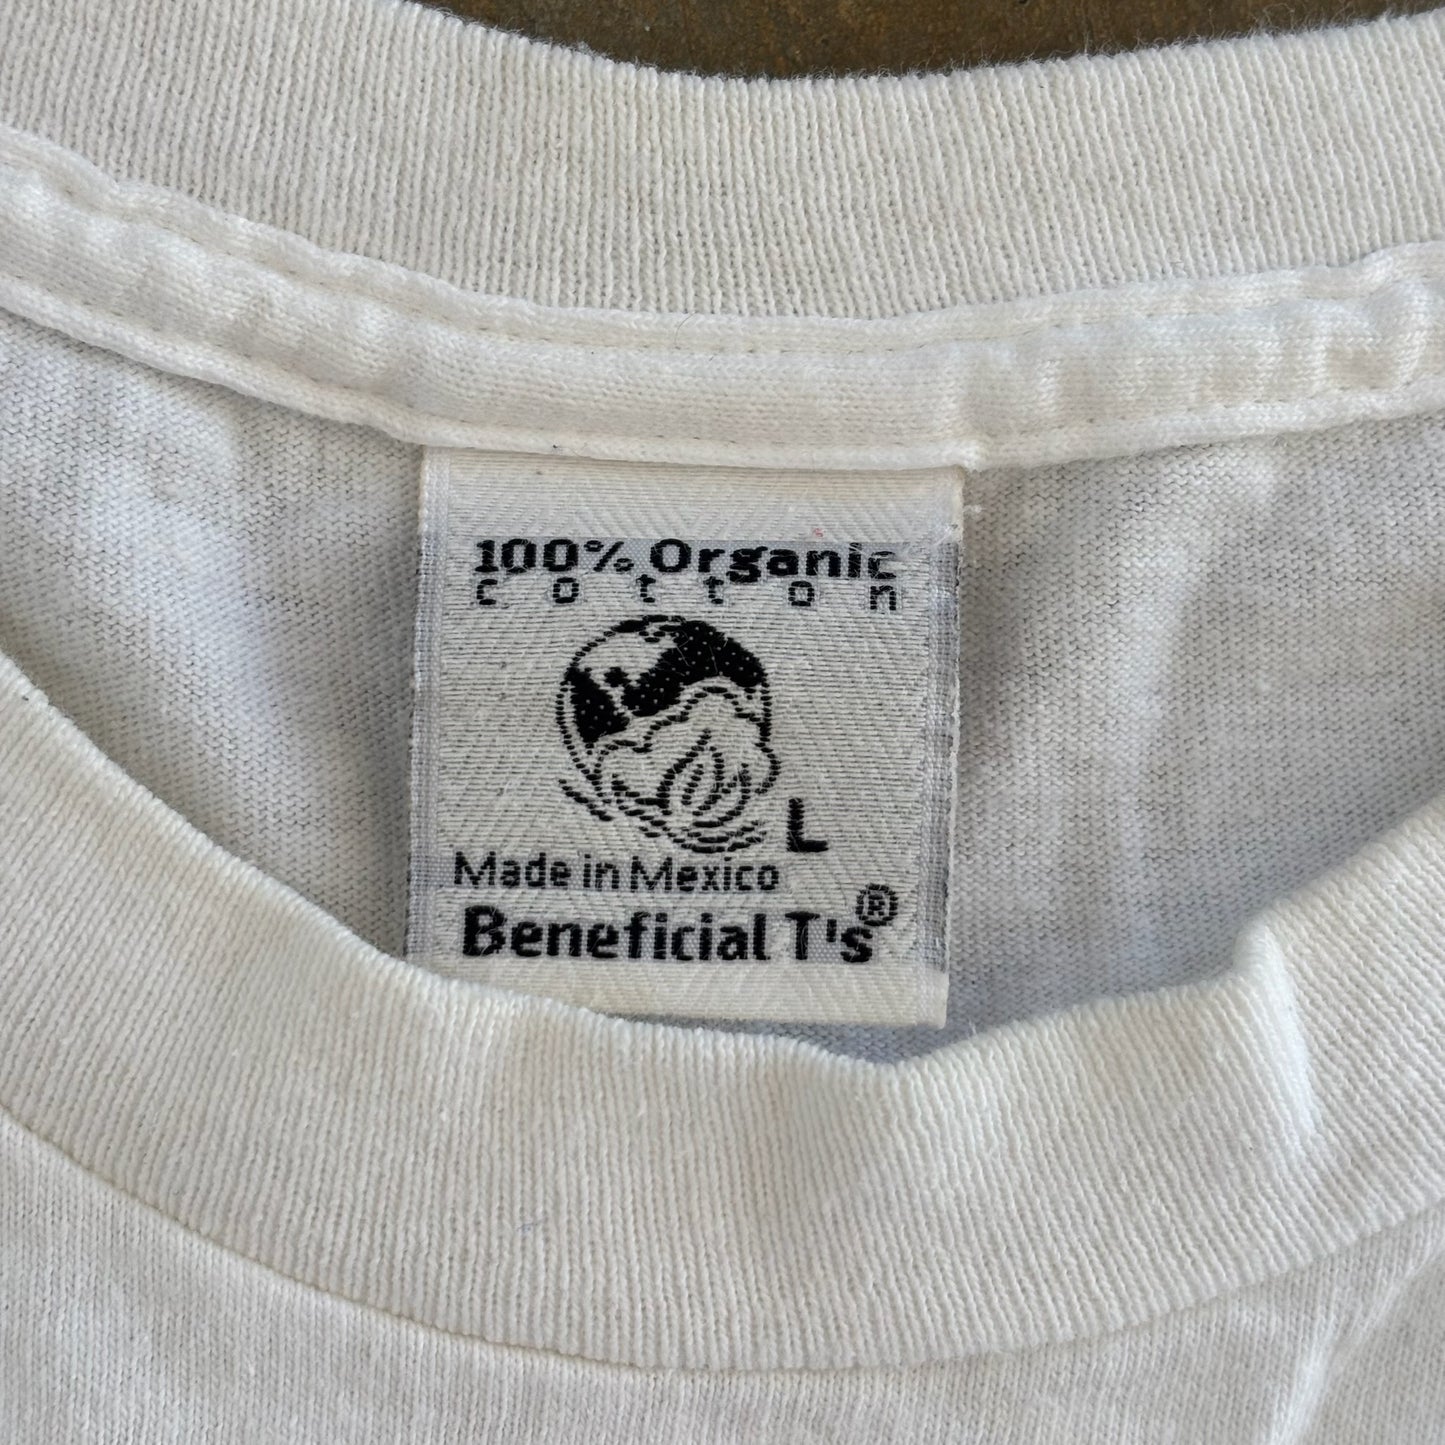 100% Organic
cotton
L
Made in Mexico
Beneficial T's®